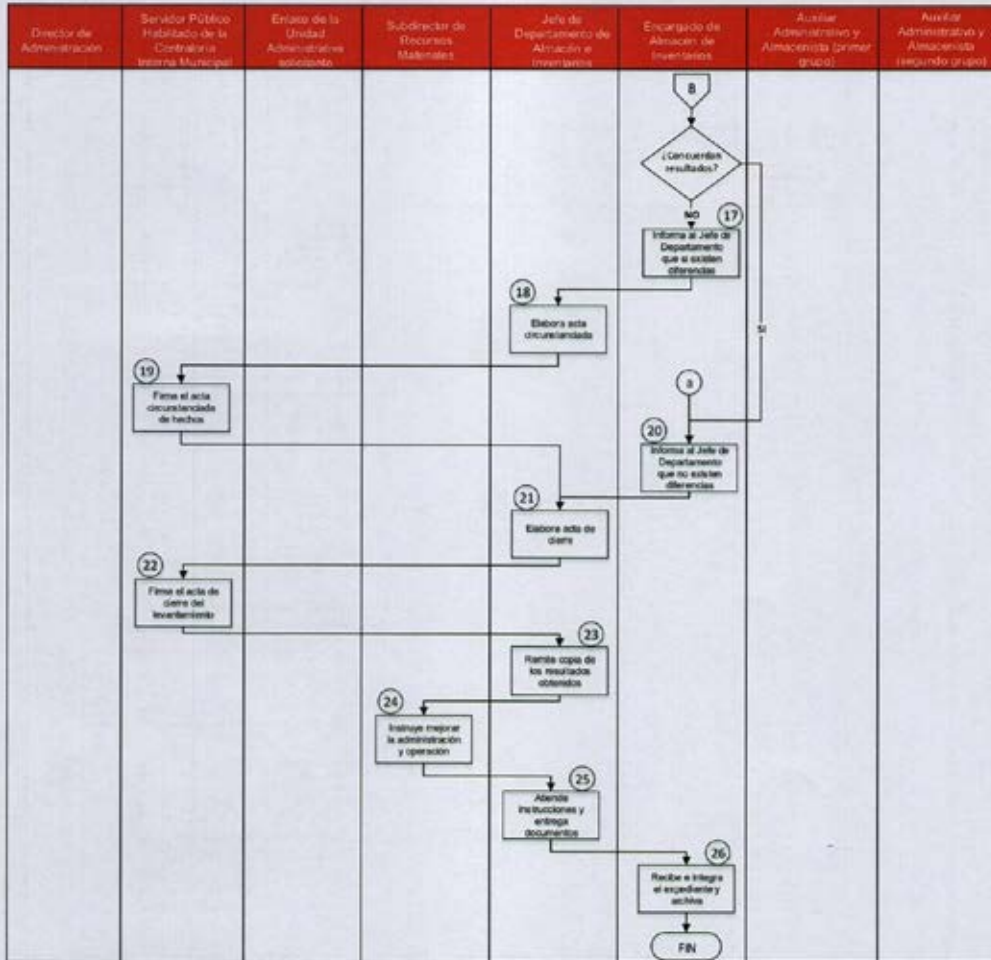 Director de
Administración
Servidor Público
Habilitado de la
Contraloría
Interna Municipal
Enlace de la
Unidad
Administrativa
solicitante
Subdirector de
Recursos
Materiales
Jefe de
Departamento de
Almacén e
Inventarios
Encargado de
Almacén de
Inventarios
Auxiliar
Administrativo y
Almacenista (primer
grupo)
Auxiliar
Administrativo y
Almacenista
(segundo grupo)
B
¿Concuerdan
resultados?
NO
17
Informa al Jefe de
Departamento
que si existen
diferencias
SI
18
Elabora acta
circunstanciada
19
Firma el acta
circunstanciada
de hechos
a
20
Informa al Jefe de
Departamento
que no existen
diferencias
21
Elabora acta de
cierre
22
Firma el acta de
cierre del
levantamiento
23
Remite copia de
los resultados
obtenidos
24
Instruye mejorar
la administración
y operación
25
Atiende
instrucciones y
entrega
documentos
26
Recibe e integra
el expediente y
archiva
FIN